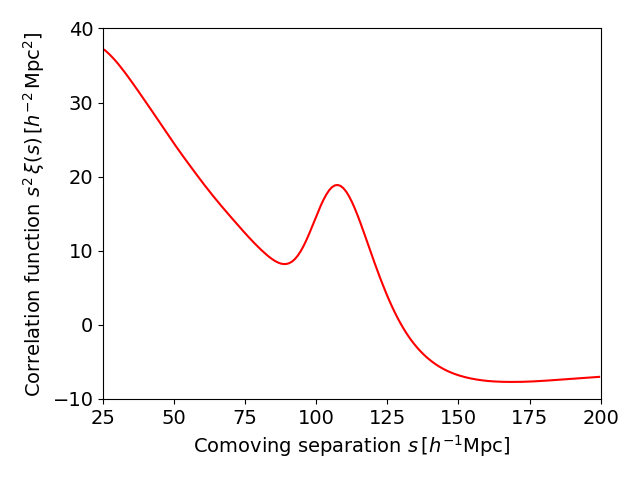 Correlation function s² ξ(s) [h⁻² Mpc²]
40
30
20
10
0
−10
25 50 75 100 125 150 175 200
Comoving separation s [h⁻¹Mpc]